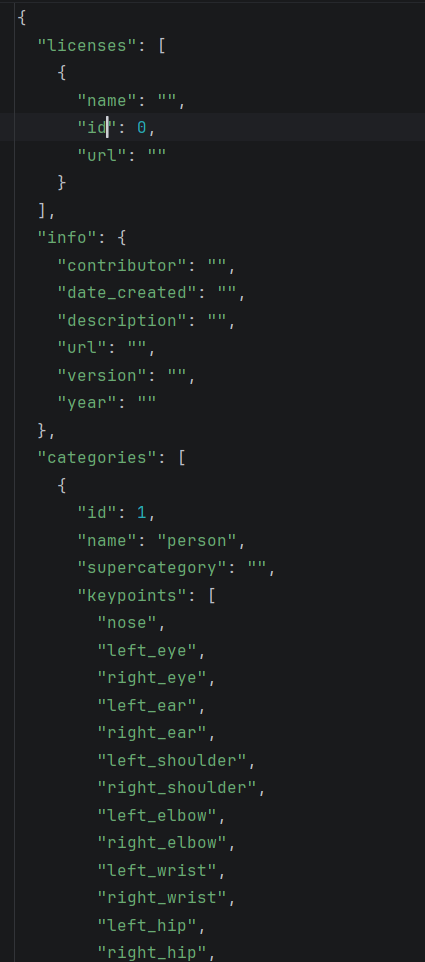 {
  "licenses": [
    {
      "name": "",
      "id": 0,
      "url": ""
    }
  ],
  "info": {
    "contributor": "",
    "date_created": "",
    "description": "",
    "url": "",
    "version": "",
    "year": ""
  },
  "categories": [
    {
      "id": 1,
      "name": "person",
      "supercategory": "",
      "keypoints": [
        "nose",
        "left_eye",
        "right_eye",
        "left_ear",
        "right_ear",
        "left_shoulder",
        "right_shoulder",
        "left_elbow",
        "right_elbow",
        "left_wrist",
        "right_wrist",
        "left_hip",
        "right_hip",